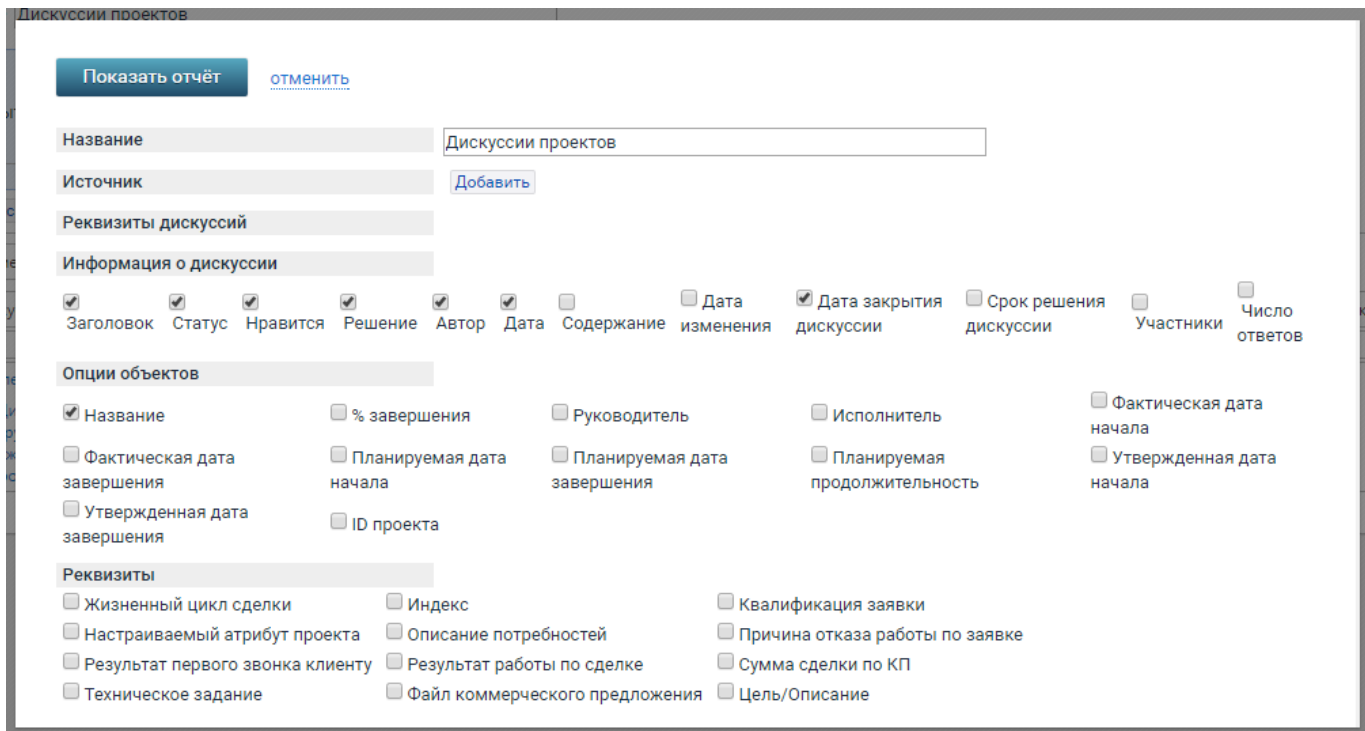 Дискуссии проектов
Показать отчёт отменить
Название Дискуссии проектов
Источник Добавить
Реквизиты дискуссий
Информация о дискуссии
Заголовок Статус Нравится Решение Автор Дата Содержание Дата изменения Дата закрытия дискуссии Срок решения дискуссии Участники Число ответов
Опции объектов
Название % завершения Руководитель Исполнитель Фактическая дата начала
Фактическая дата завершения Планируемая дата начала Планируемая дата завершения Планируемая продолжительность Утвержденная дата начала
Утвержденная дата завершения ID проекта
Реквизиты
Жизненный цикл сделки Индекс Квалификация заявки
Настраиваемый атрибут проекта Описание потребностей Причина отказа работы по заявке
Результат первого звонка клиенту Результат работы по сделке Сумма сделки по КП
Техническое задание Файл коммерческого предложения Цель/Описание